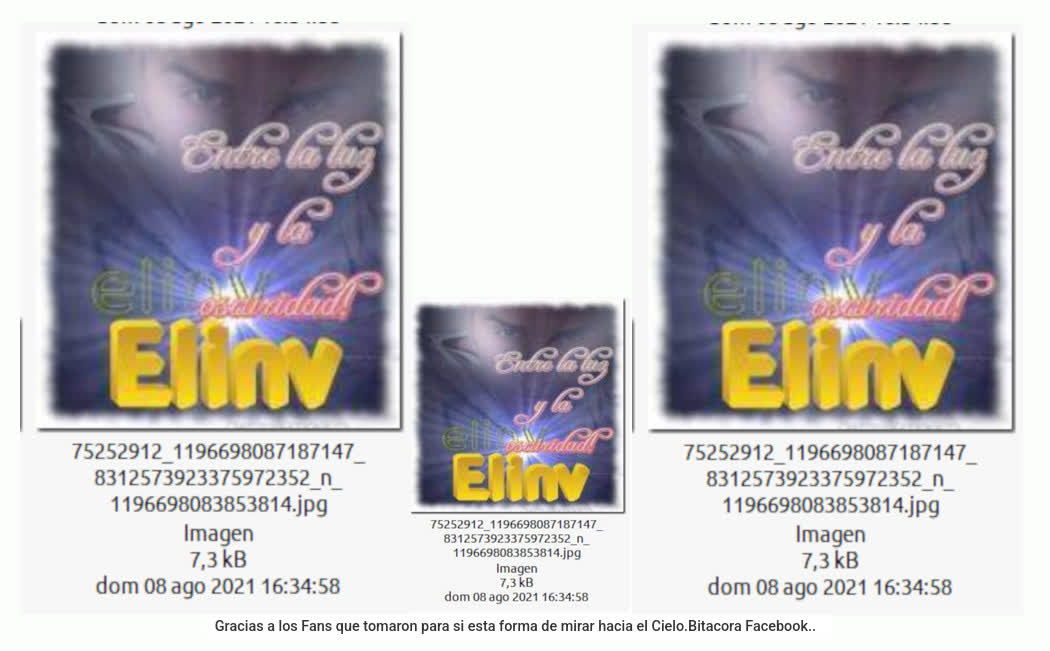 Entre la luz
y la
oscuridad!
elinv
Elinv
75252912_1196698087187147_
8312573923375972352_n_
1196698083853814.jpg
Imagen
7,3 kB
dom 08 ago 2021 16:34:58
Entre la luz
y la
oscuridad!
elinv
Elinv
75252912_1196698087187147_
8312573923375972352_n_
1196698083853814.jpg
Imagen
7,3 kB
dom 08 ago 2021 16:34:58
Entre la luz
y la
oscuridad!
elinv
Elinv
75252912_1196698087187147_
8312573923375972352_n_
1196698083853814.jpg
Imagen
7,3 kB
dom 08 ago 2021 16:34:58
Gracias a los Fans que tomaron para si esta forma de mirar hacia el Cielo.Bitacora Facebook..